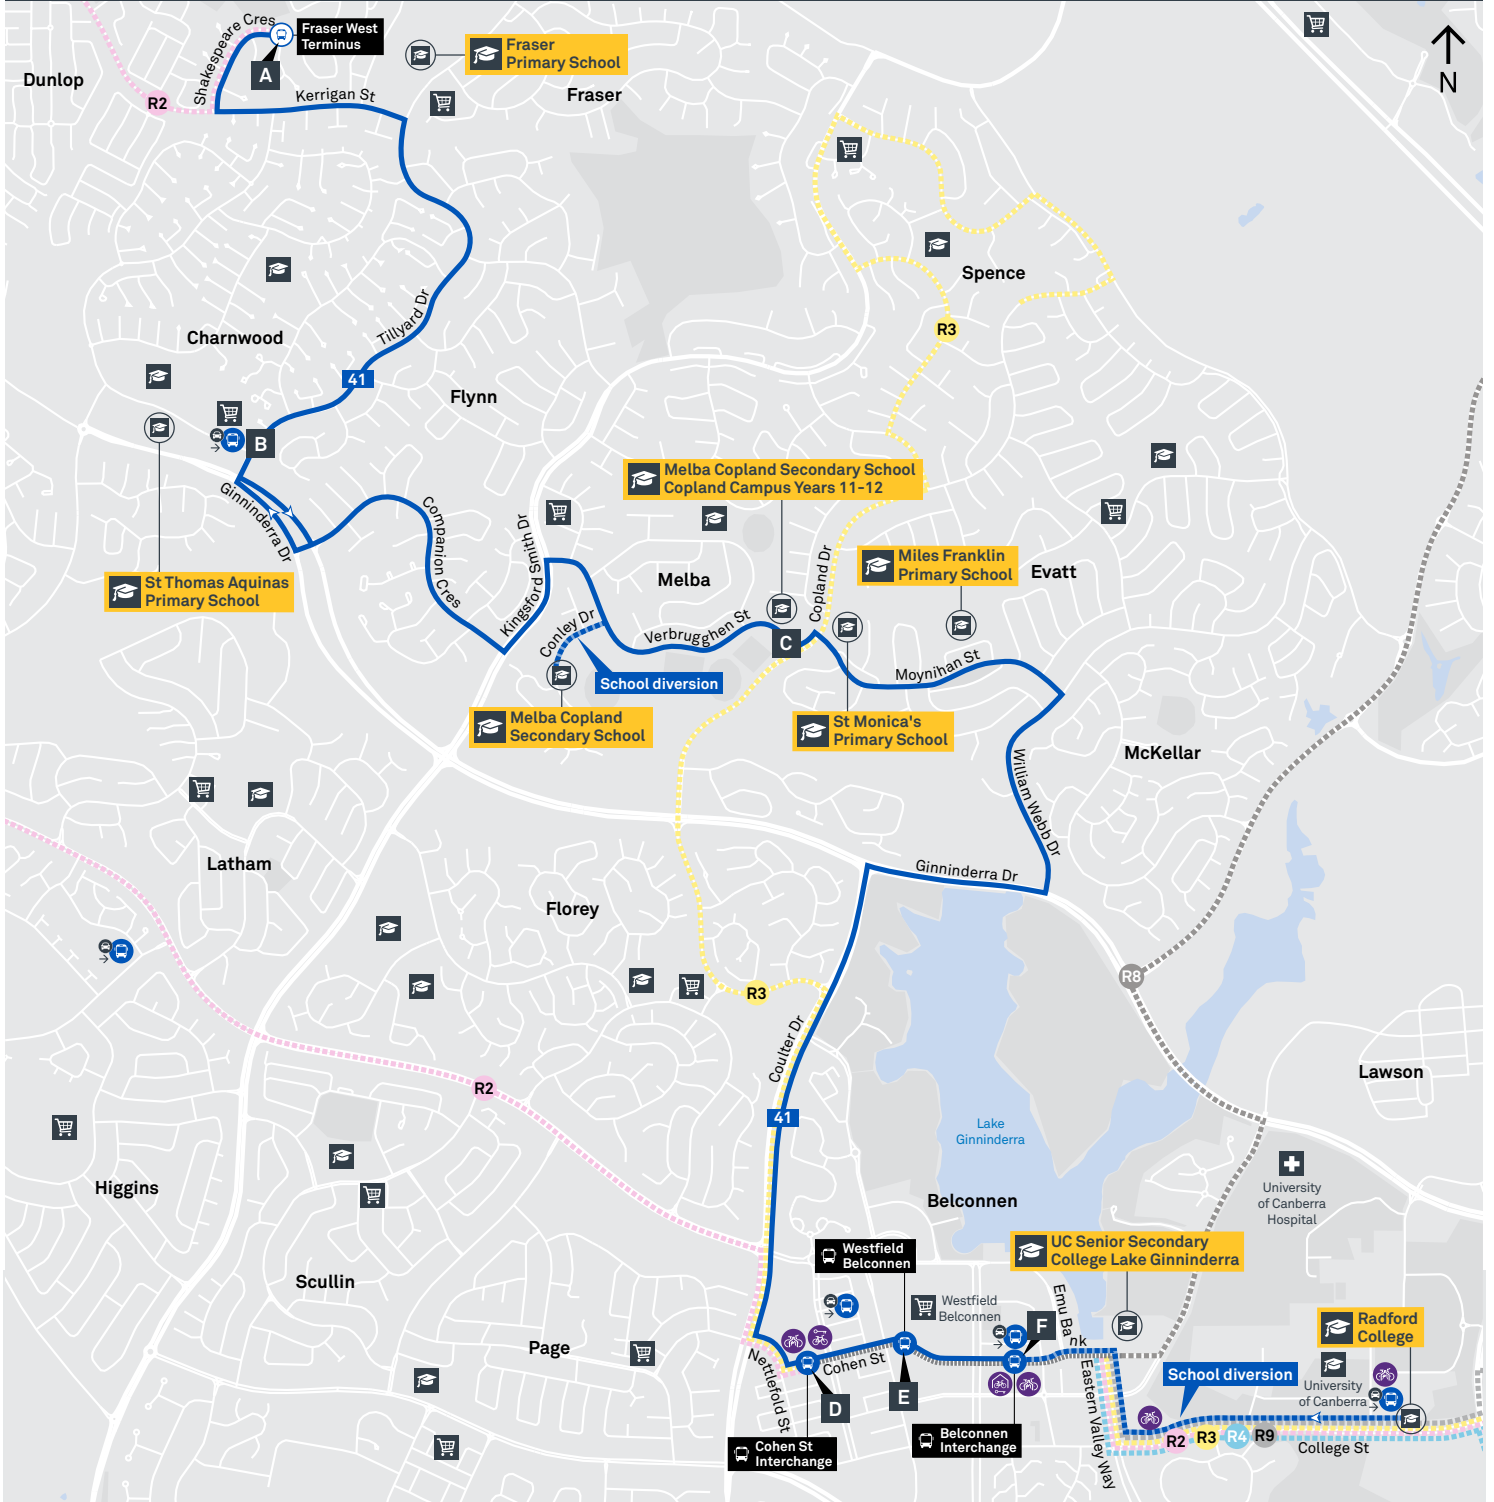 Shakespeare Cres
Fraser West
Terminus
A
Fraser
Primary School
N
Dunlop
R2
Kerrigan St
Fraser
Spence
R3
Charnwood
Tillyard Dr
41
Flynn
B
Ginninderra Dr
Companion Cres
Kingsford Smith Dr
Melba Copland Secondary School
Copland Campus Years 11-12
Copland Dr
Miles Franklin
Primary School
Evatt
Melba
St Thomas Aquinas
Primary School
Conley Dr
Verbrugghen St
C
Moynihan St
School diversion
Melba Copland
Secondary School
St Monica's
Primary School
McKellar
William Webb Dr
Latham
Ginninderra Dr
Florey
R8
R3
Coulter Dr
Lawson
R2
41
Lake
Ginninderra
Higgins
University
of Canberra
Hospital
Belconnen
UC Senior Secondary
College Lake Ginninderra
Westfield
Belconnen
Scullin
Westfield
Belconnen
Emu Bank
F
Radford
College
Page
Nettlefold St
Cohen St
D
E
Eastern Valley Way
School diversion
University
of Canberra
Cohen St
Interchange
Belconnen
Interchange
R2
R3
R4
R9
College St